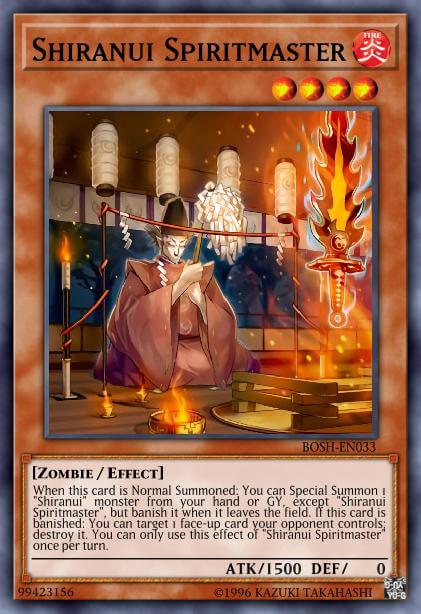 SHIRANUI SPIRITMASTER
FIRE
炎
BOSH-EN033
[ZOMBIE / EFFECT]
When this card is Normal Summoned: You can Special Summon 1
"Shiranui" monster from your hand or GY, except "Shiranui
Spiritmaster", but banish it when it leaves the field. If this card is
banished: You can target 1 face-up card your opponent controls;
destroy it. You can only use this effect of "Shiranui Spiritmaster"
once per turn.
ATK/1500 DEF/ 0
99423156 ©1996 KAZUKI TAKAHASHI